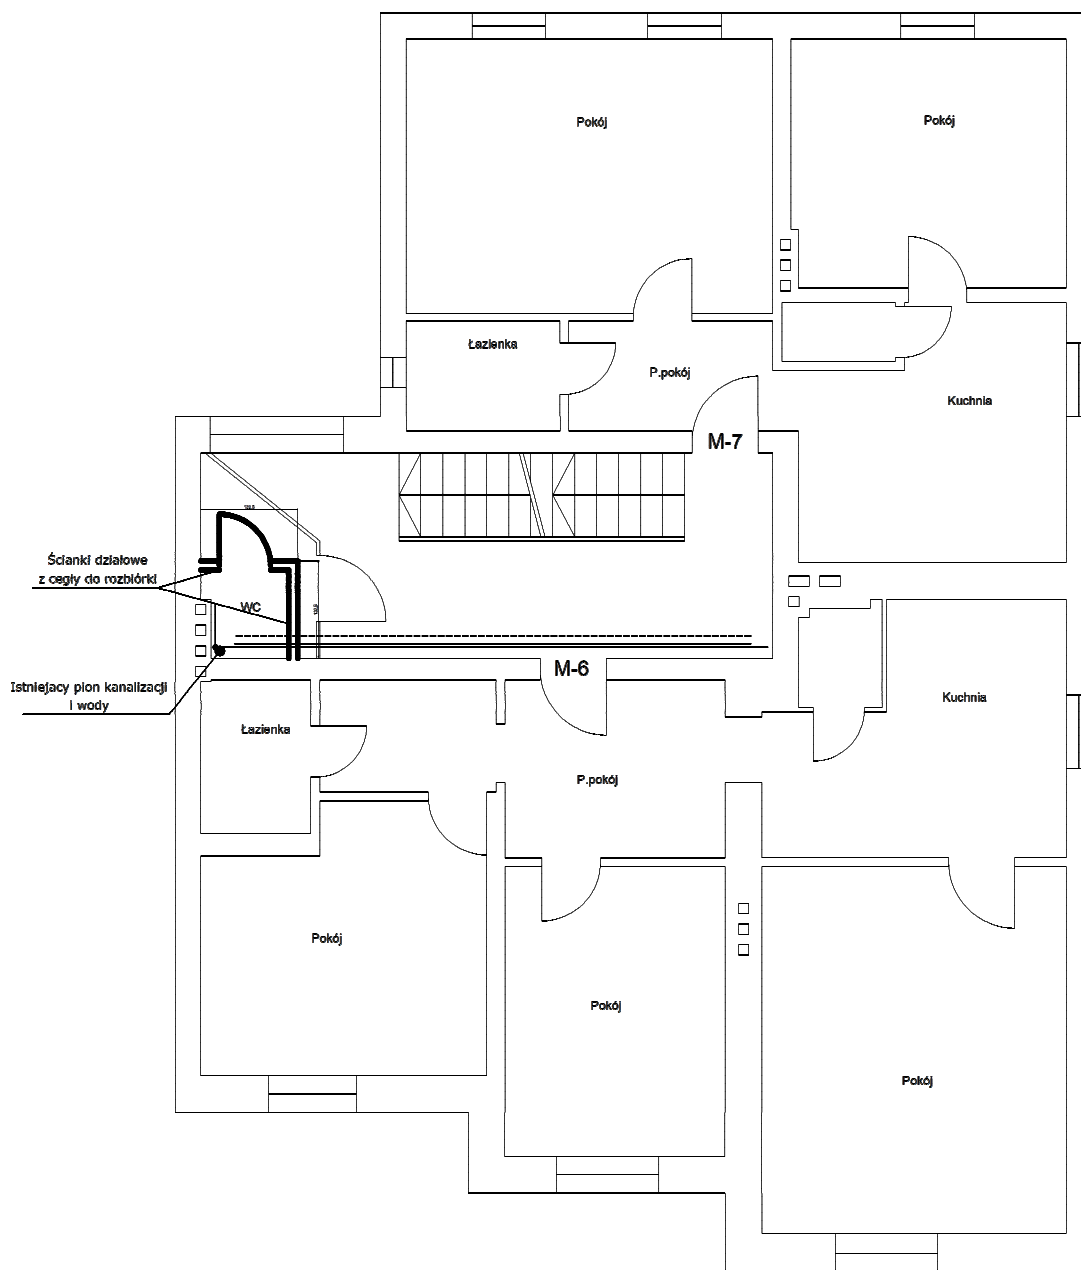 Pokój
Pokój
Łazienka
P.pokój
Kuchnia
M-7
Ścianki działowe
z cegły do rozbiórki
WC
M-6
Istniejacy pion kanalizacji
i wody
Łazienka
Kuchnia
P.pokój
Pokój
Pokój
Pokój